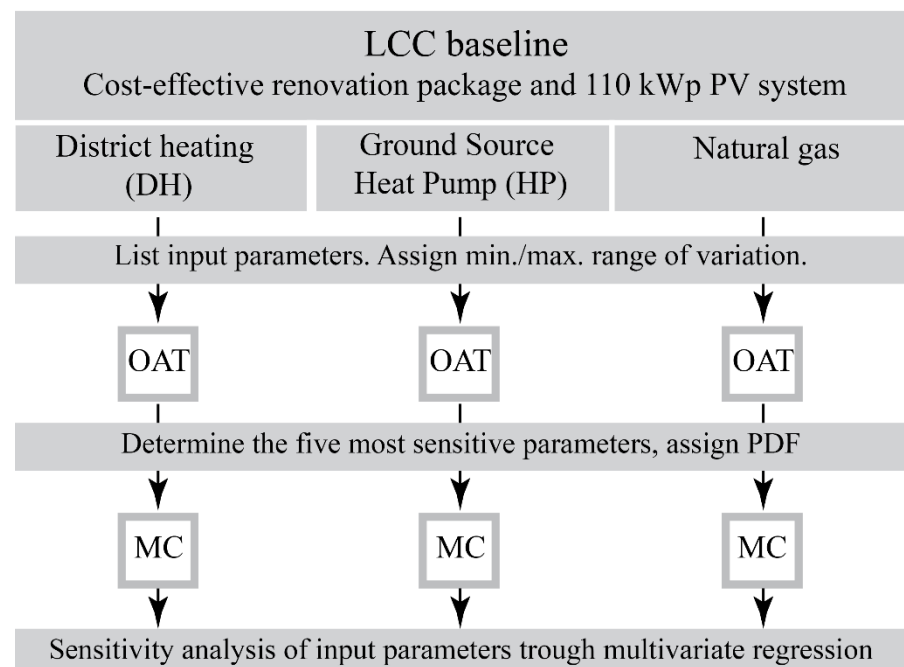 LCC baseline
Cost-effective renovation package and 110 kWp PV system
District heating
(DH)
Ground Source
Heat Pump (HP)
Natural gas
List input parameters. Assign min./max. range of variation.
OAT
OAT
OAT
Determine the five most sensitive parameters, assign PDF
MC
MC
MC
Sensitivity analysis of input parameters trough multivariate regression